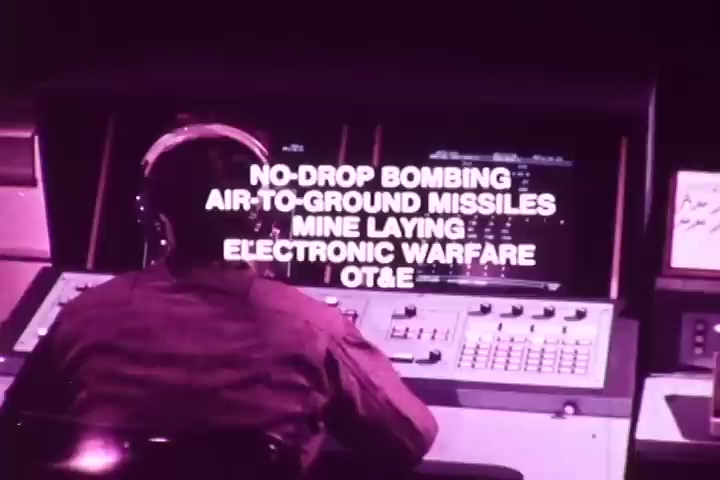 NO-DROP BOMBING
AIR-TO-GROUND MISSILES
MINE LAYING
ELECTRONIC WARFARE
OT&E